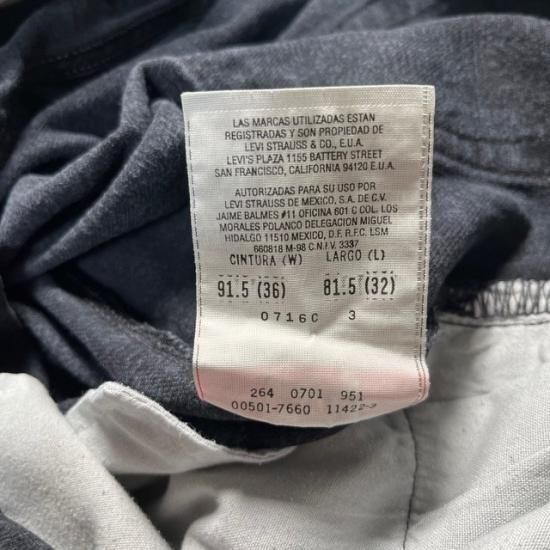 LAS MARCAS UTILIZADAS ESTAN
REGISTRADAS Y SON PROPIEDAD DE
LEVI STRAUSS & CO., E.U.A.
LEVI'S PLAZA 1155 BATTERY STREET
SAN FRANCISCO, CALIFORNIA 94120 E.U.A.
AUTORIZADAS PARA SU USO POR
LEVI STRAUSS DE MEXICO, S.A. DE C.V.
JAIME BALMES #11 OFICINA 601 C COL. LOS
MORALES POLANCO DELEGACION MIGUEL
HIDALGO 11510 MEXICO, D.F. R.F.C. LSM
660818 M-98 C.N.I.V. 3337
CINTURA (W) LARGO (L)
91.5 (36) 81.5 (32)
0716C 3
264 0701 951
00501-7660 11422-3